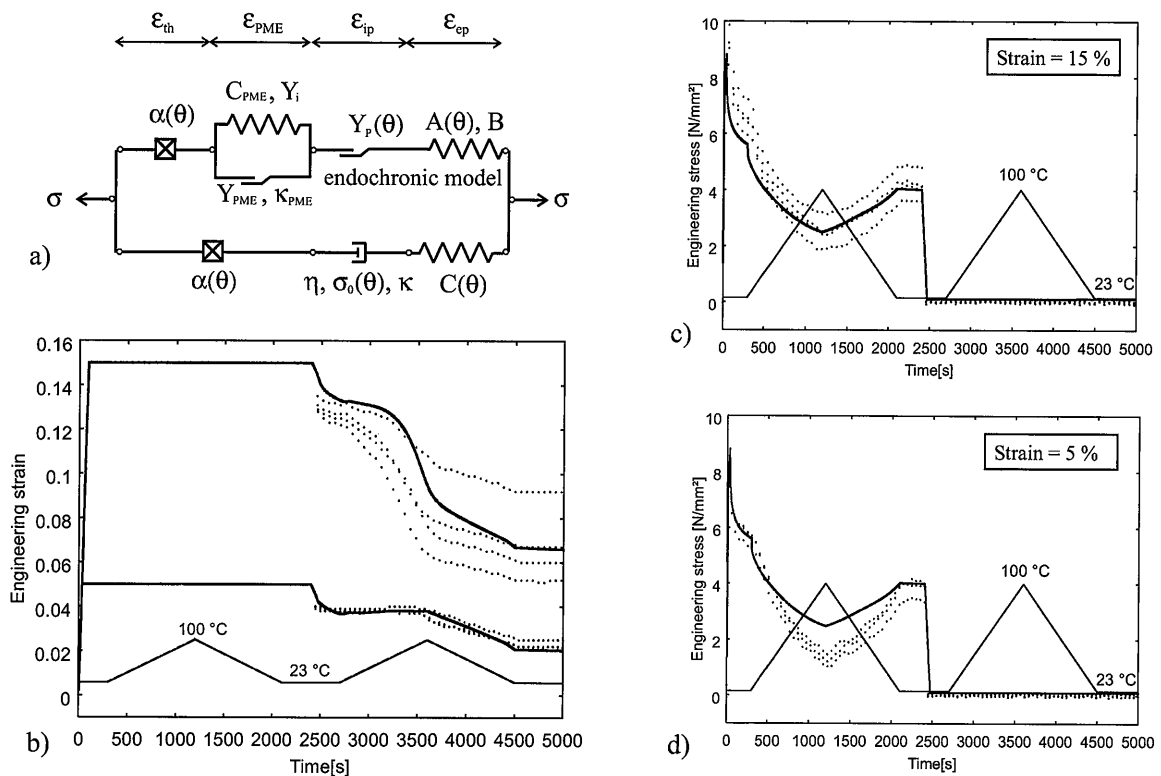 ε_th ε_PME ε_ip ε_ep
C_PME, Y_i
α(θ) Y_P(θ) A(θ), B
endochronic model
Y_PME, κ_PME
σ σ
a)
α(θ) η, σ_0(θ), κ C(θ)
Engineering strain
0.16
0.14
0.12
0.1
0.08
0.06
0.04
0.02
0
100 °C
23 °C
100 °C
0 500 1000 1500 2000 2500 3000 3500 4000 4500 5000
Time[s]
b)
Engineering stress [N/mm²]
10
8
6
4
2
0
Strain = 15 %
100 °C
23 °C
0 500 1000 1500 2000 2500 3000 3500 4000 4500 5000
Time[s]
c)
Engineering stress [N/mm²]
10
8
6
4
2
0
Strain = 5 %
100 °C
23 °C
0 500 1000 1500 2000 2500 3000 3500 4000 4500 5000
Time[s]
d)